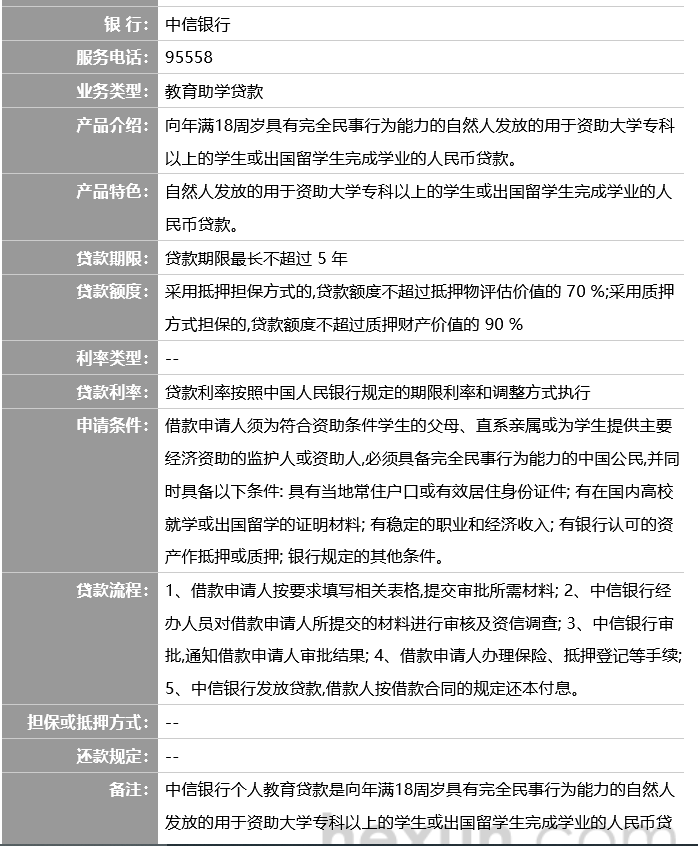 银 行： 中信银行
服务电话： 95558
业务类型： 教育助学贷款
产品介绍： 向年满18周岁具有完全民事行为能力的自然人发放的用于资助大学专科
以上的学生或出国留学生完成学业的人民币贷款。
产品特色： 自然人发放的用于资助大学专科以上的学生或出国留学生完成学业的人
民币贷款。
贷款期限： 贷款期限最长不超过 5 年
贷款额度： 采用抵押担保方式的,贷款额度不超过抵押物评估价值的 70 %;采用质押
方式担保的,贷款额度不超过质押财产价值的 90 %
利率类型： --
贷款利率： 贷款利率按照中国人民银行规定的期限利率和调整方式执行
申请条件： 借款申请人须为符合资助条件学生的父母、直系亲属或为学生提供主要
经济资助的监护人或资助人,必须具备完全民事行为能力的中国公民,并同
时具备以下条件: 具有当地常住户口或有效居住身份证件; 有在国内高校
就学或出国留学的证明材料; 有稳定的职业和经济收入; 有银行认可的资
产作抵押或质押; 银行规定的其他条件。
贷款流程： 1、借款申请人按要求填写相关表格,提交审批所需材料; 2、中信银行经
办人员对借款申请人所提交的材料进行审核及资信调查; 3、中信银行审
批,通知借款申请人审批结果; 4、借款申请人办理保险、抵押登记等手续;
5、中信银行发放贷款,借款人按借款合同的规定还本付息。
担保或抵押方式： --
还款规定： --
备注： 中信银行个人教育贷款是向年满18周岁具有完全民事行为能力的自然人
发放的用于资助大学专科以上的学生或出国留学生完成学业的人民币贷
hexun.com